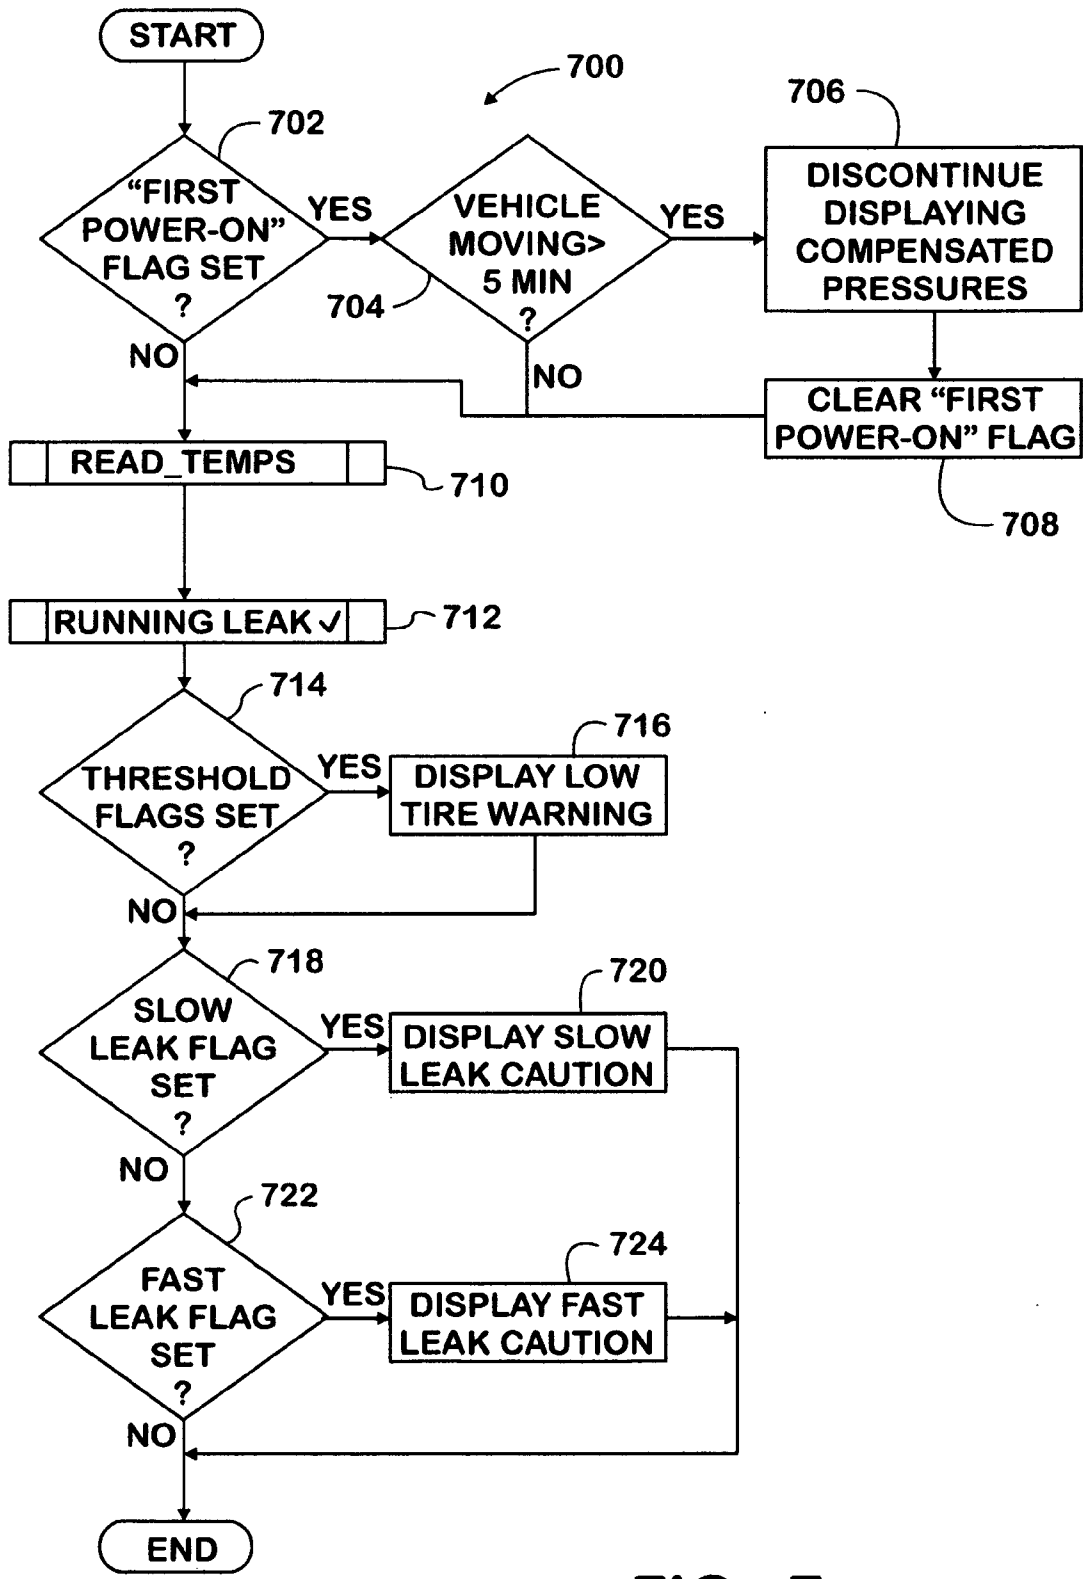 START
700
702
706
“FIRST
POWER-ON”
FLAG SET
?
YES
VEHICLE
MOVING>
5 MIN
?
704
YES
DISCONTINUE
DISPLAYING
COMPENSATED
PRESSURES
NO
NO
CLEAR “FIRST
POWER-ON” FLAG
708
READ_TEMPS
710
RUNNING LEAK ✓
712
714
THRESHOLD
FLAGS SET
?
YES
716
DISPLAY LOW
TIRE WARNING
NO
718
SLOW
LEAK FLAG
SET
?
YES
720
DISPLAY SLOW
LEAK CAUTION
NO
722
FAST
LEAK FLAG
SET
?
YES
724
DISPLAY FAST
LEAK CAUTION
NO
END